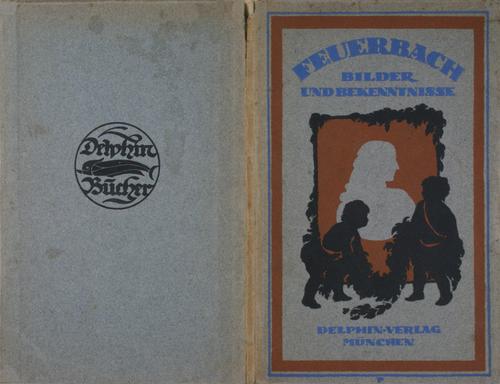 Delphin
Bücher
FEUERBACH
BILDER
UND BEKENNTNISSE
DELPHIN-VERLAG
MÜNCHEN